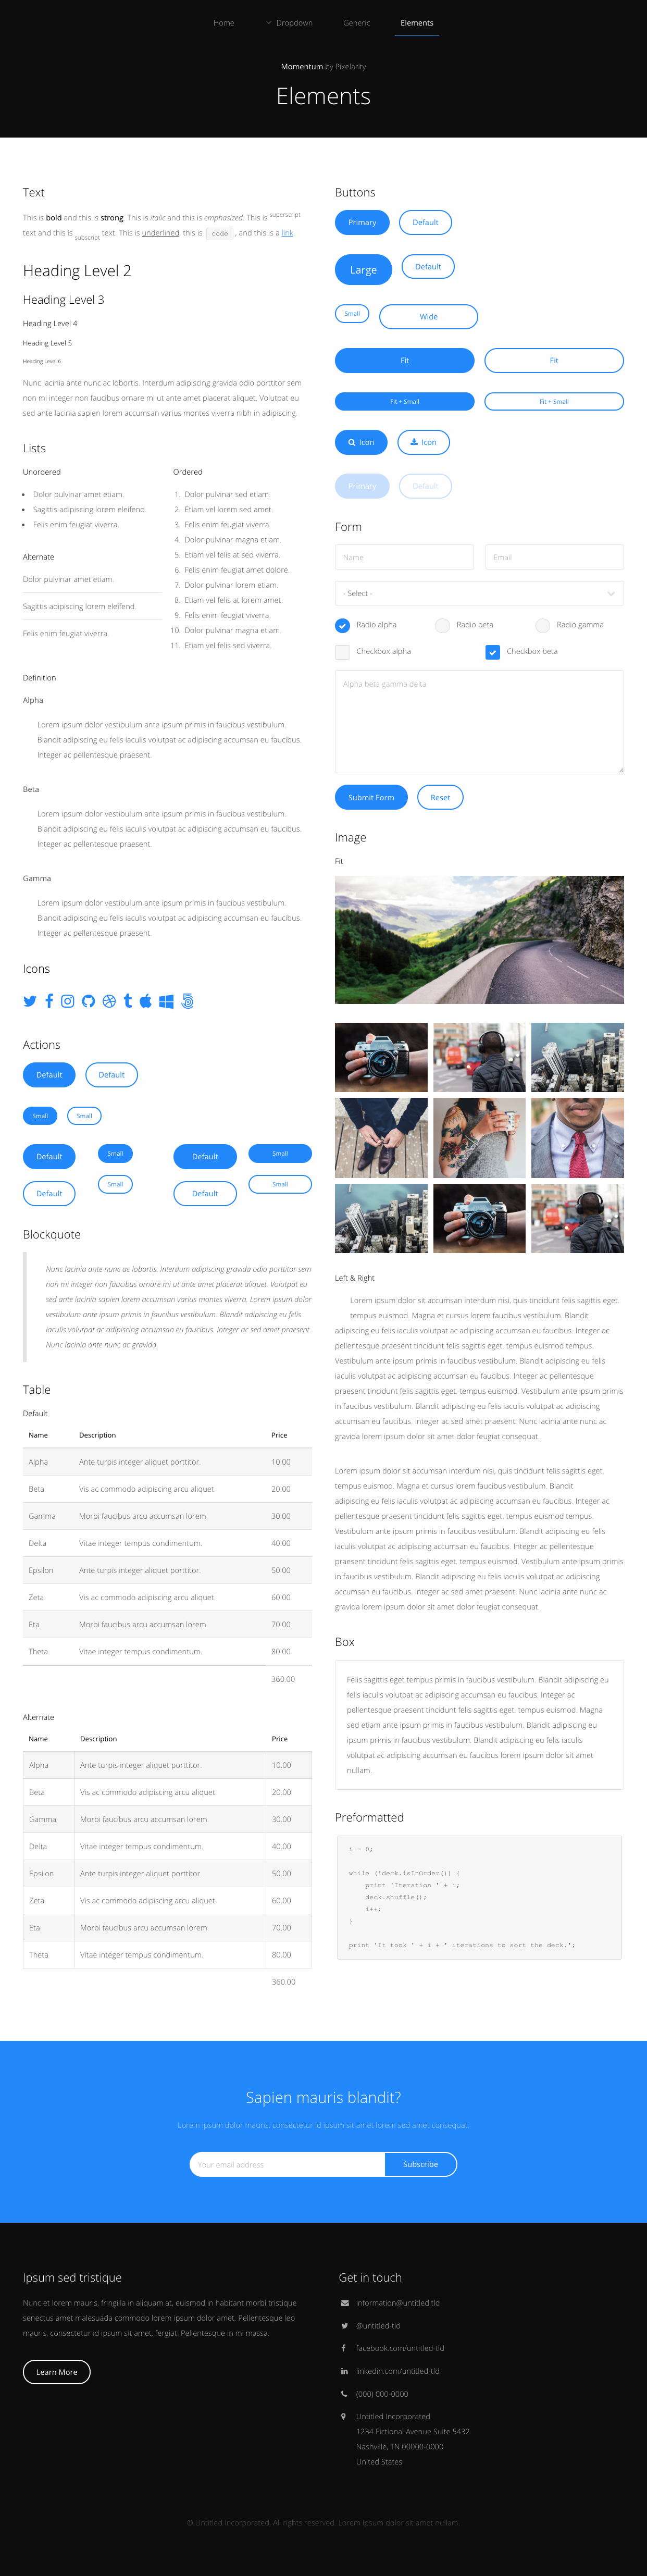 Home Dropdown Generic Elements
Momentum by Pixelarity
Elements
Text
This is bold and this is strong. This is italic and this is emphasized. This is superscript
text and this is subscript text. This is underlined, this is code, and this is a link.
Heading Level 2
Heading Level 3
Heading Level 4
Heading Level 5
Heading Level 6
Nunc lacinia ante nunc ac lobortis. Interdum adipiscing gravida odio porttitor sem
non mi integer non faucibus ornare mi ut ante amet placerat aliquet. Volutpat eu
sed ante lacinia sapien lorem accumsan varius montes viverra nibh in adipiscing.
Lists
Unordered
Dolor pulvinar amet etiam.
Sagittis adipiscing lorem eleifend.
Felis enim feugiat viverra.
Alternate
Dolor pulvinar amet etiam.
Sagittis adipiscing lorem eleifend.
Felis enim feugiat viverra.
Ordered
1. Dolor pulvinar sed etiam.
2. Etiam vel lorem sed amet.
3. Felis enim feugiat viverra.
4. Dolor pulvinar magna etiam.
5. Etiam vel felis at sed viverra.
6. Felis enim feugiat amet dolore.
7. Dolor pulvinar lorem etiam.
8. Etiam vel felis at lorem amet.
9. Felis enim feugiat viverra.
10. Dolor pulvinar magna etiam.
11. Etiam vel felis sed viverra.
Definition
Alpha
Lorem ipsum dolor vestibulum ante ipsum primis in faucibus vestibulum.
Blandit adipiscing eu felis iaculis volutpat ac adipiscing accumsan eu faucibus.
Integer ac pellentesque praesent.
Beta
Lorem ipsum dolor vestibulum ante ipsum primis in faucibus vestibulum.
Blandit adipiscing eu felis iaculis volutpat ac adipiscing accumsan eu faucibus.
Integer ac pellentesque praesent.
Gamma
Lorem ipsum dolor vestibulum ante ipsum primis in faucibus vestibulum.
Blandit adipiscing eu felis iaculis volutpat ac adipiscing accumsan eu faucibus.
Integer ac pellentesque praesent.
Icons
Actions
Default Default
Small Small
Default Small Default Small
Default Small Default Small
Blockquote
Nunc lacinia ante nunc ac lobortis. Interdum adipiscing gravida odio porttitor sem
non mi integer non faucibus ornare mi ut ante amet placerat aliquet. Volutpat eu
sed ante lacinia sapien lorem accumsan varius montes viverra. Lorem ipsum dolor
vestibulum ante ipsum primis in faucibus vestibulum. Blandit adipiscing eu felis
iaculis volutpat ac adipiscing accumsan eu faucibus. Integer ac sed amet praesent.
Nunc lacinia ante nunc ac gravida.
Table
Default
Name Description Price
Alpha Ante turpis integer aliquet porttitor. 10.00
Beta Vis ac commodo adipiscing arcu aliquet. 20.00
Gamma Morbi faucibus arcu accumsan lorem. 30.00
Delta Vitae integer tempus condimentum. 40.00
Epsilon Ante turpis integer aliquet porttitor. 50.00
Zeta Vis ac commodo adipiscing arcu aliquet. 60.00
Eta Morbi faucibus arcu accumsan lorem. 70.00
Theta Vitae integer tempus condimentum. 80.00
360.00
Alternate
Name Description Price
Alpha Ante turpis integer aliquet porttitor. 10.00
Beta Vis ac commodo adipiscing arcu aliquet. 20.00
Gamma Morbi faucibus arcu accumsan lorem. 30.00
Delta Vitae integer tempus condimentum. 40.00
Epsilon Ante turpis integer aliquet porttitor. 50.00
Zeta Vis ac commodo adipiscing arcu aliquet. 60.00
Eta Morbi faucibus arcu accumsan lorem. 70.00
Theta Vitae integer tempus condimentum. 80.00
360.00
Buttons
Primary Default
Large Default
Small Wide
Fit Fit
Fit + Small Fit + Small
Icon Icon
Primary Default
Form
Name Email
- Select -
Radio alpha Radio beta Radio gamma
Checkbox alpha Checkbox beta
Alpha beta gamma delta
Submit Form Reset
Image
Fit
Left & Right
Lorem ipsum dolor sit accumsan interdum nisi, quis tincidunt felis sagittis eget.
tempus euismod. Magna et cursus lorem faucibus vestibulum. Blandit
adipiscing eu felis iaculis volutpat ac adipiscing accumsan eu faucibus. Integer ac
pellentesque praesent tincidunt felis sagittis eget. tempus euismod tempus.
Vestibulum ante ipsum primis in faucibus vestibulum. Blandit adipiscing eu felis
iaculis volutpat ac adipiscing accumsan eu faucibus. Integer ac pellentesque
praesent tincidunt felis sagittis eget. tempus euismod. Vestibulum ante ipsum primis
in faucibus vestibulum. Blandit adipiscing eu felis iaculis volutpat ac adipiscing
accumsan eu faucibus. Integer ac sed amet praesent. Nunc lacinia ante nunc ac
gravida lorem ipsum dolor sit amet dolor feugiat consequat.
Lorem ipsum dolor sit accumsan interdum nisi, quis tincidunt felis sagittis eget.
tempus euismod. Magna et cursus lorem faucibus vestibulum. Blandit
adipiscing eu felis iaculis volutpat ac adipiscing accumsan eu faucibus. Integer ac
pellentesque praesent tincidunt felis sagittis eget. tempus euismod tempus.
Vestibulum ante ipsum primis in faucibus vestibulum. Blandit adipiscing eu felis
iaculis volutpat ac adipiscing accumsan eu faucibus. Integer ac pellentesque
praesent tincidunt felis sagittis eget. tempus euismod. Vestibulum ante ipsum primis
in faucibus vestibulum. Blandit adipiscing eu felis iaculis volutpat ac adipiscing
accumsan eu faucibus. Integer ac sed amet praesent. Nunc lacinia ante nunc ac
gravida lorem ipsum dolor sit amet dolor feugiat consequat.
Box
Felis sagittis eget tempus primis in faucibus vestibulum. Blandit adipiscing eu
felis iaculis volutpat ac adipiscing accumsan eu faucibus. Integer ac
pellentesque praesent tincidunt felis sagittis eget. tempus euismod. Magna
sed etiam ante ipsum primis in faucibus vestibulum. Blandit adipiscing eu
ipsum primis in faucibus vestibulum. Blandit adipiscing eu felis iaculis
volutpat ac adipiscing accumsan eu faucibus lorem ipsum dolor sit amet
nullam.
Preformatted
i = 0;
while (!deck.isInOrder()) {
print 'Iteration ' + i;
deck.shuffle();
i++;
}
print 'It took ' + i + ' iterations to sort the deck.';
Sapien mauris blandit?
Lorem ipsum dolor mauris, consectetur id ipsum sit amet lorem sed amet consequat.
Your email address Subscribe
Ipsum sed tristique
Nunc et lorem mauris, fringilla in aliquam at, euismod in habitant morbi tristique
senectus amet malesuada commodo lorem ipsum dolor amet. Pellentesque leo
mauris, consectetur id ipsum sit amet, fergiat. Pellentesque in mi massa.
Learn More
Get in touch
information@untitled.tld
@untitled-tld
facebook.com/untitled-tld
linkedin.com/untitled-tld
(000) 000-0000
Untitled Incorporated
1234 Fictional Avenue Suite 5432
Nashville, TN 00000-0000
United States
© Untitled Incorporated, All rights reserved. Lorem ipsum dolor sit amet nullam.